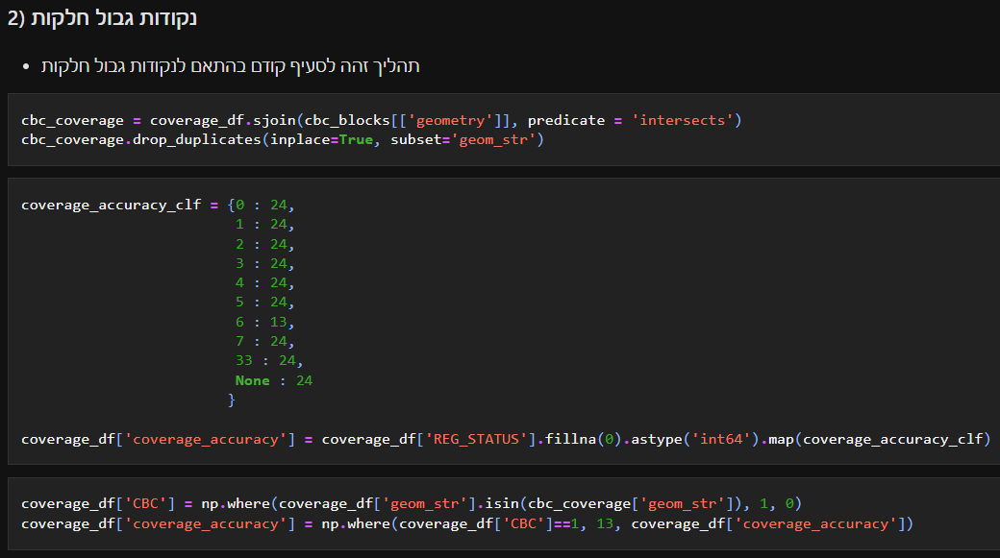 2) נקודות גבול חלקות
• תהליך זהה לסעיף קודם בהתאם לנקודות גבול חלקות
cbc_coverage = coverage_df.sjoin(cbc_blocks[['geometry']], predicate = 'intersects')
cbc_coverage.drop_duplicates(inplace=True, subset='geom_str')
coverage_accuracy_clf = {0 : 24,
1 : 24,
2 : 24,
3 : 24,
4 : 24,
5 : 24,
6 : 13,
7 : 24,
33 : 24,
None : 24
}
coverage_df['coverage_accuracy'] = coverage_df['REG_STATUS'].fillna(0).astype('int64').map(coverage_accuracy_clf)
coverage_df['CBC'] = np.where(coverage_df['geom_str'].isin(cbc_coverage['geom_str']), 1, 0)
coverage_df['coverage_accuracy'] = np.where(coverage_df['CBC']==1, 13, coverage_df['coverage_accuracy'])